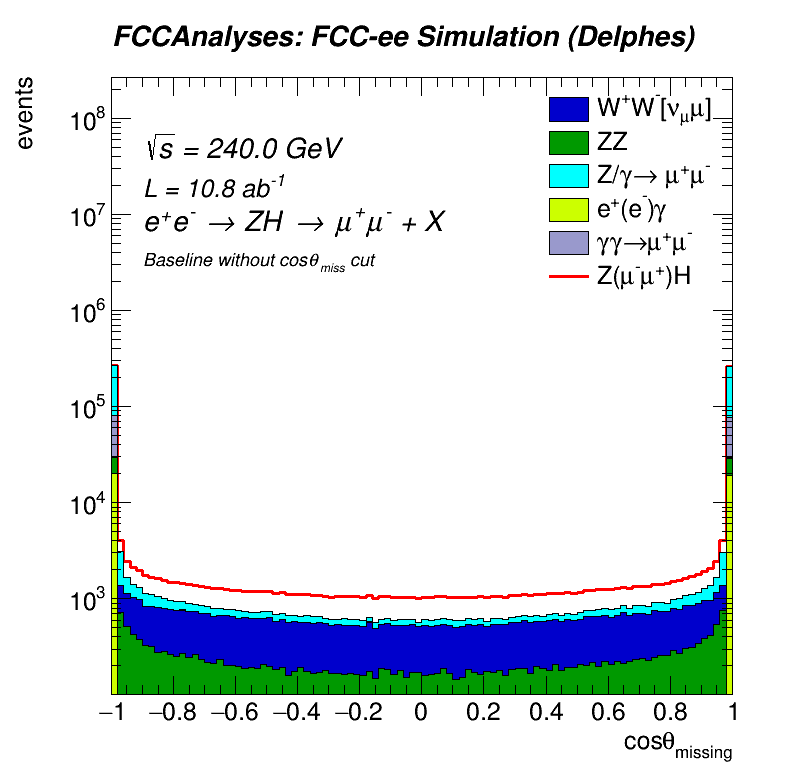 FCCAnalyses: FCC-ee Simulation (Delphes)
events
√s = 240.0 GeV
L = 10.8 ab⁻¹
e⁺e⁻ → ZH → μ⁺μ⁻ + X
Baseline without cosθ_miss cut
W⁺W⁻[ν_μμ]
ZZ
Z/γ→ μ⁺μ⁻
e⁺(e⁻)γ
γγ→μ⁺μ⁻
Z(μ⁻μ⁺)H
10⁸
10⁷
10⁶
10⁵
10⁴
10³
−1 −0.8 −0.6 −0.4 −0.2 0 0.2 0.4 0.6 0.8 1
cosθ_missing